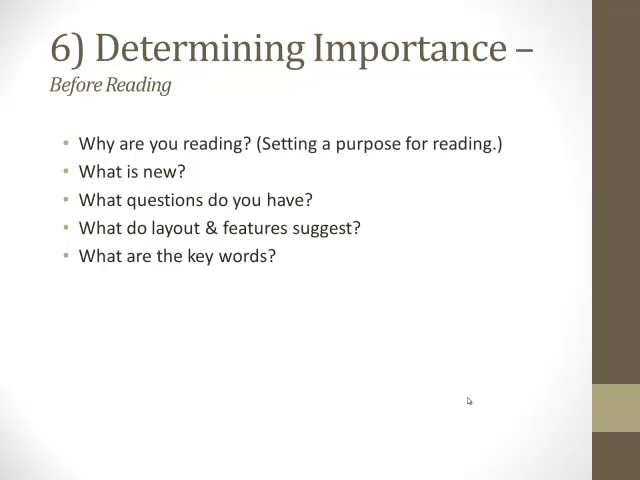 6) Determining Importance –
Before Reading
• Why are you reading? (Setting a purpose for reading.)
• What is new?
• What questions do you have?
• What do layout & features suggest?
• What are the key words?